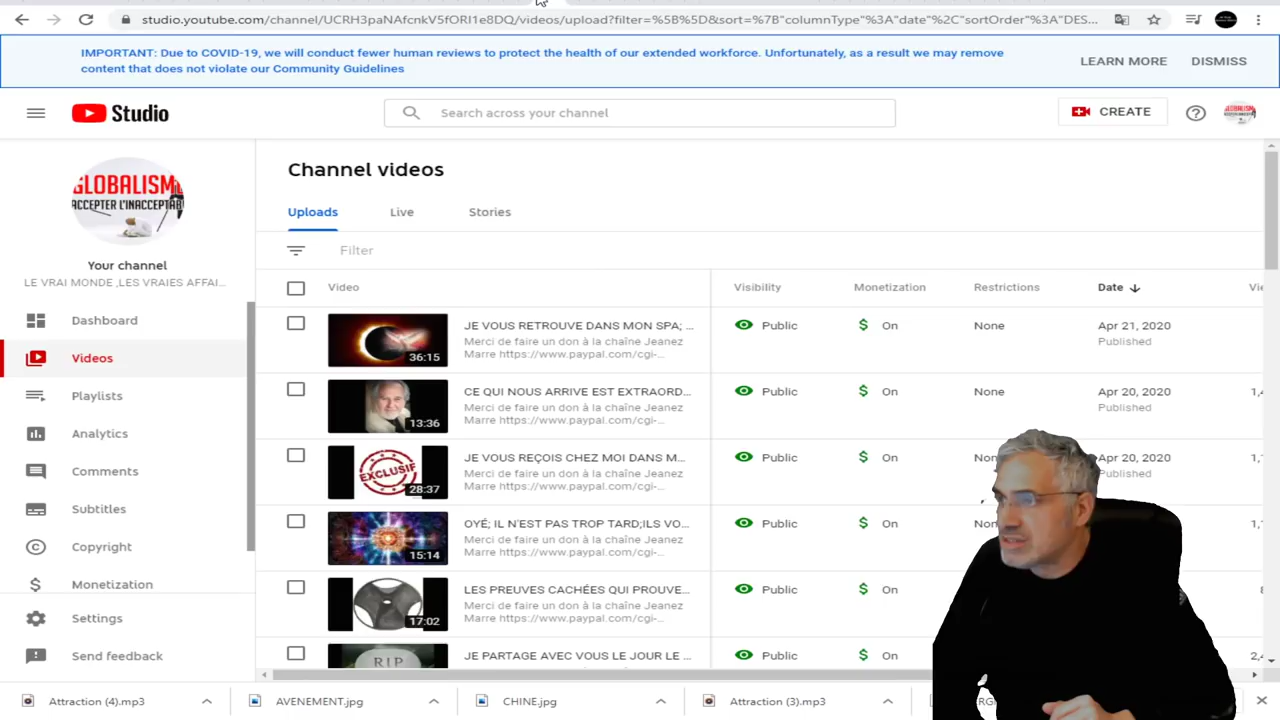 studio.youtube.com/channel/UCRH3paNAfcnkV5fORI1e8DQ/videos/upload?filter=%5B%5D&sort=%7B"columnType"%3A"date"%2C"sortOrder"%3A"DES...
IMPORTANT: Due to COVID-19, we will conduct fewer human reviews to protect the health of our extended workforce. Unfortunately, as a result we may remove
content that does not violate our Community Guidelines
LEARN MORE
DISMISS
Studio
Search across your channel
CREATE
GLOBALISM
ACCEPTER L'INACCEPTAB
Your channel
LE VRAI MONDE ,LES VRAIES AFFAI...
Dashboard
Videos
Playlists
Analytics
Comments
Subtitles
Copyright
Monetization
Settings
Send feedback
Channel videos
Uploads Live Stories
Filter
Video Visibility Monetization Restrictions Date
36:15
JE VOUS RETROUVE DANS MON SPA; ...
Merci de faire un don à la chaîne Jeanez
Marre https://www.paypal.com/cgi-...
Public On None Apr 21, 2020
Published
13:36
CE QUI NOUS ARRIVE EST EXTRAORD...
Merci de faire un don à la chaîne Jeanez
Marre https://www.paypal.com/cgi-...
Public On None Apr 20, 2020 1,4
Published
EXCLUSIF
28:37
JE VOUS REÇOIS CHEZ MOI DANS M...
Merci de faire un don à la chaîne Jeanez
Marre https://www.paypal.com/cgi-...
Public On Non Apr 20, 2020
Published
15:14
OYÉ; IL N'EST PAS TROP TARD;ILS VO...
Merci de faire un don à la chaîne Jeanez
Marre https://www.paypal.com/cgi-...
Public On Non
17:02
LES PREUVES CACHÉES QUI PROUVE...
Merci de faire un don à la chaîne Jeanez
Marre https://www.paypal.com/cgi-...
Public On
RIP
JE PARTAGE AVEC VOUS LE JOUR LE ...
Public On
Attraction (4).mp3
AVENEMENT.jpg
CHINE.jpg
Attraction (3).mp3